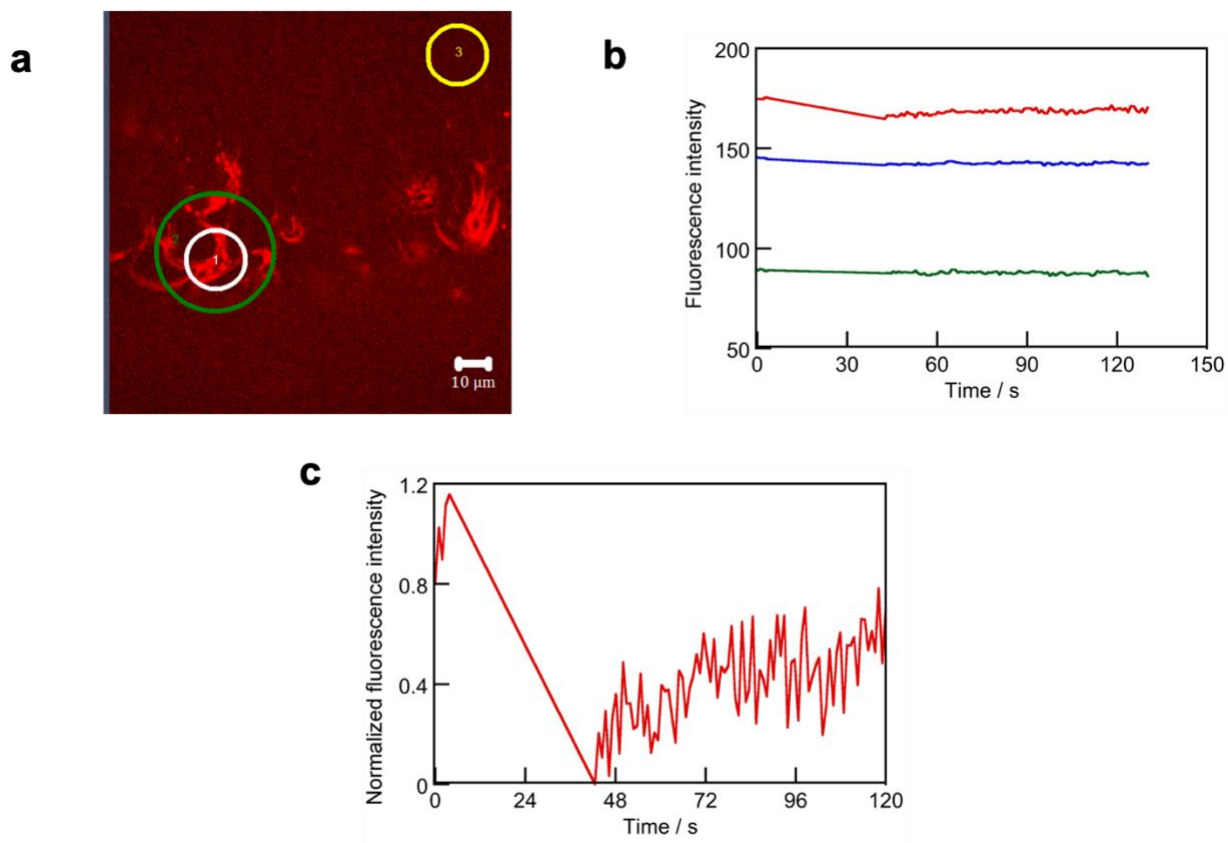 a
3
2
1
10 μm
b
200
150
100
50
0 30 60 90 120 150
Fluorescence intensity
Time / s
c
1.2
0.8
0.4
0
0 24 48 72 96 120
Normalized fluorescence intensity
Time / s